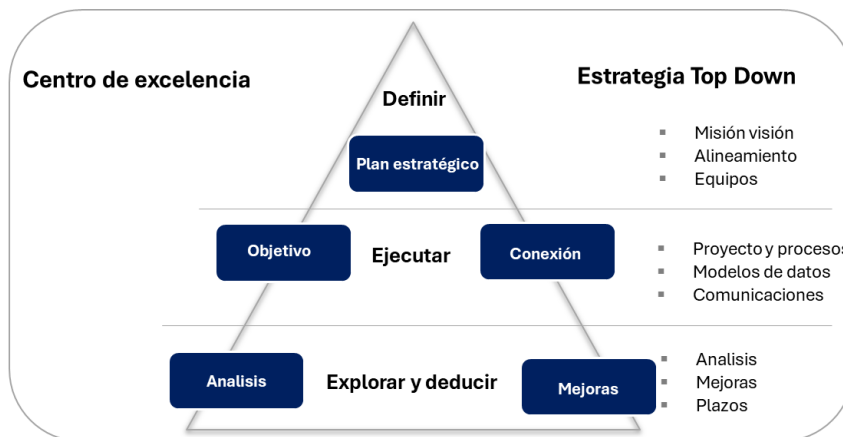 Centro de excelencia
Estrategia Top Down
Definir
Plan estratégico
▪ Misión visión
▪ Alineamiento
▪ Equipos
Objetivo
Ejecutar
Conexión
▪ Proyecto y procesos
▪ Modelos de datos
▪ Comunicaciones
Analisis
Explorar y deducir
Mejoras
▪ Analisis
▪ Mejoras
▪ Plazos